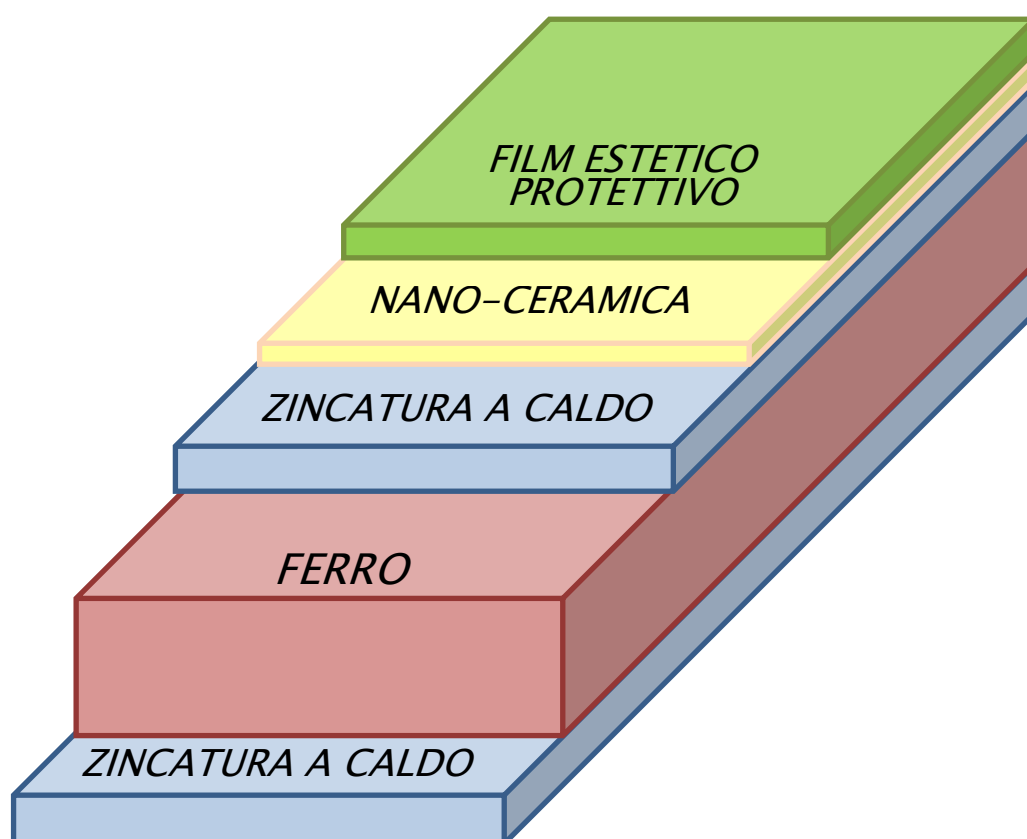 FILM ESTETICO
PROTETTIVO
NANO-CERAMICA
ZINCATURA A CALDO
FERRO
ZINCATURA A CALDO